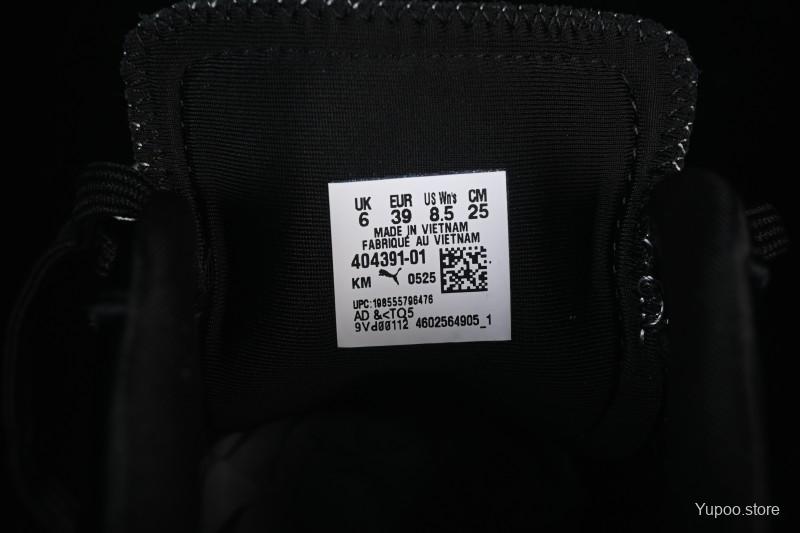 UK EUR US Wn's CM
6 39 8.5 25
MADE IN VIETNAM
FABRIQUÉ AU VIETNAM
404391-01
KM 0525
UPC:198555796476
AD &<TQ5
9Vd00112 4602564905_1
Yupoo.store